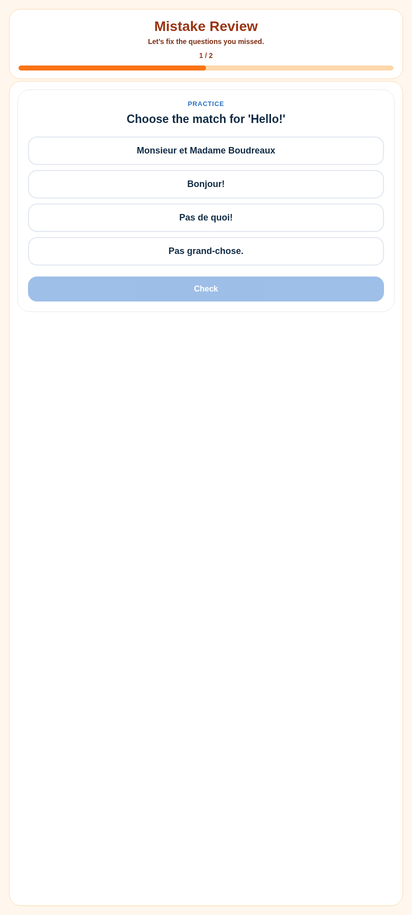 Mistake Review
Let's fix the questions you missed.
1 / 2
PRACTICE
Choose the match for 'Hello!'
Monsieur et Madame Boudreaux
Bonjour!
Pas de quoi!
Pas grand-chose.
Check